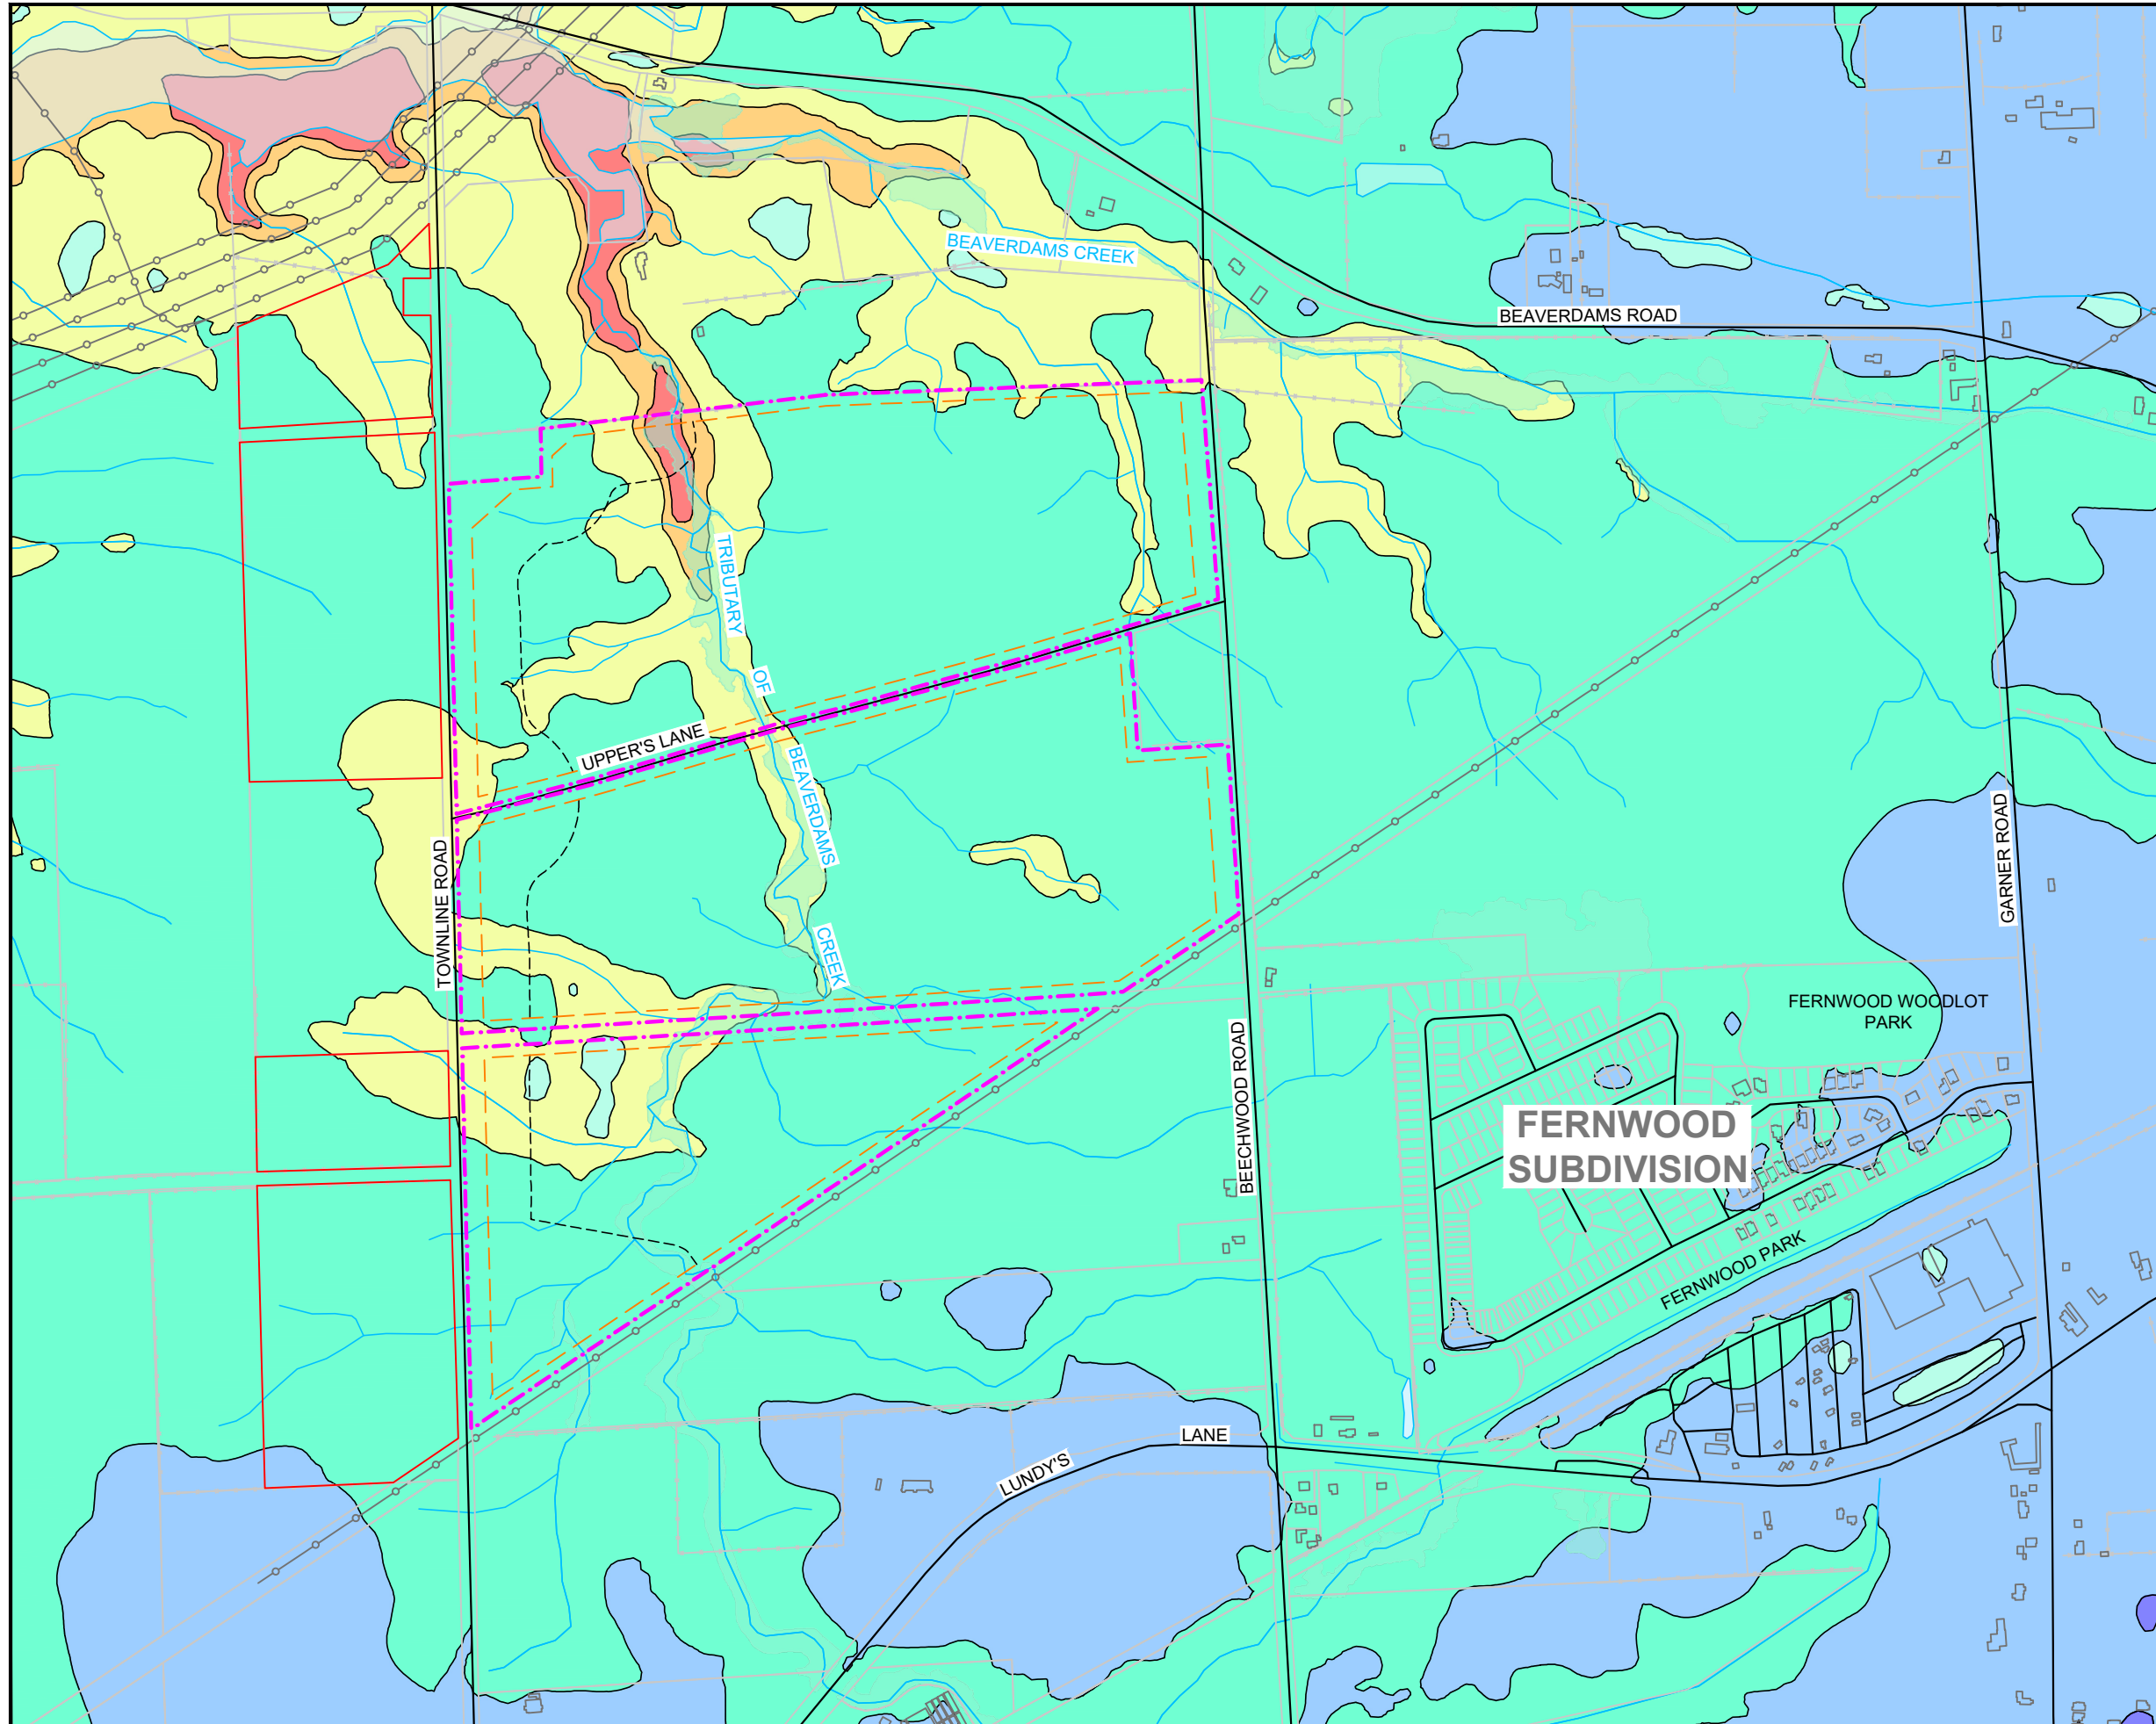 BEAVERDAMS CREEK
BEAVERDAMS ROAD
TRIBUTARY
OF
BEAVERDAMS
CREEK
UPPER'S LANE
TOWNLINE ROAD
GARNER ROAD
BEECHWOOD ROAD
FERNWOOD WOODLOT
PARK
FERNWOOD
SUBDIVISION
FERNWOOD PARK
LUNDY'S
LANE